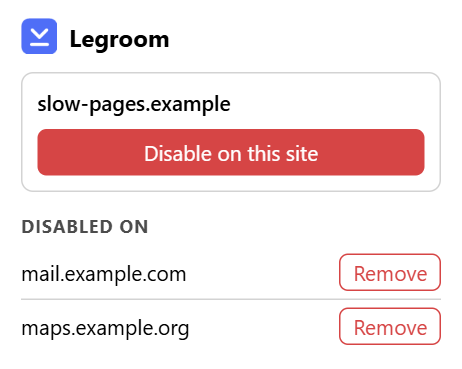 Legroom
slow-pages.example
Disable on this site
DISABLED ON
mail.example.com
Remove
maps.example.org
Remove